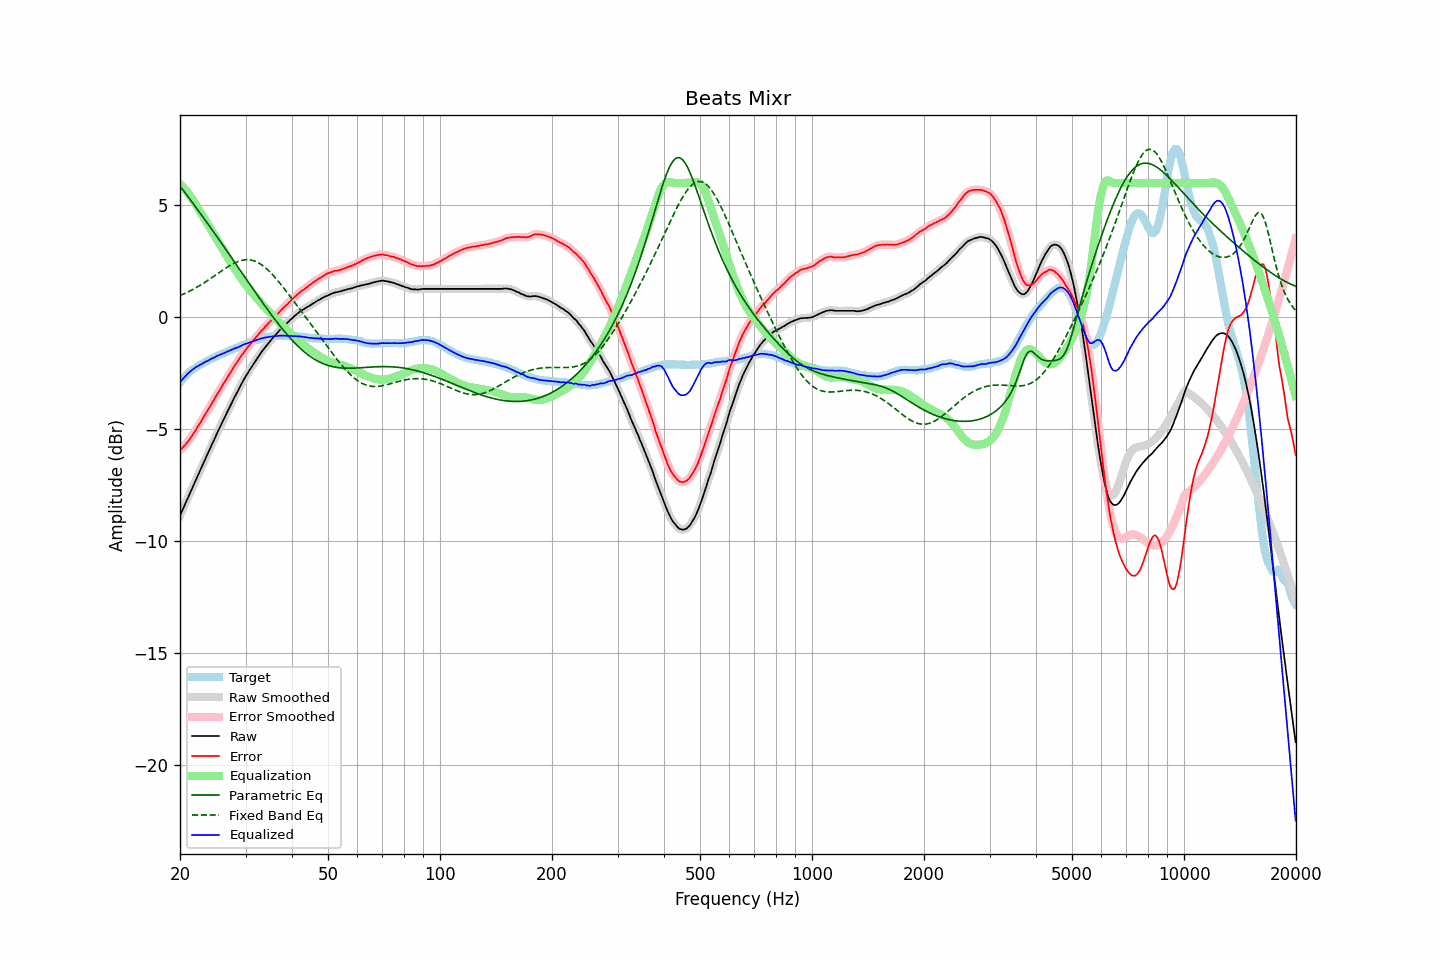 Beats Mixr
Amplitude (dBr)
5
0
−5
−10
−15
−20
Target
Raw Smoothed
Error Smoothed
Raw
Error
Equalization
Parametric Eq
Fixed Band Eq
Equalized
20 50 100 200 500 1000 2000 5000 10000 20000
Frequency (Hz)